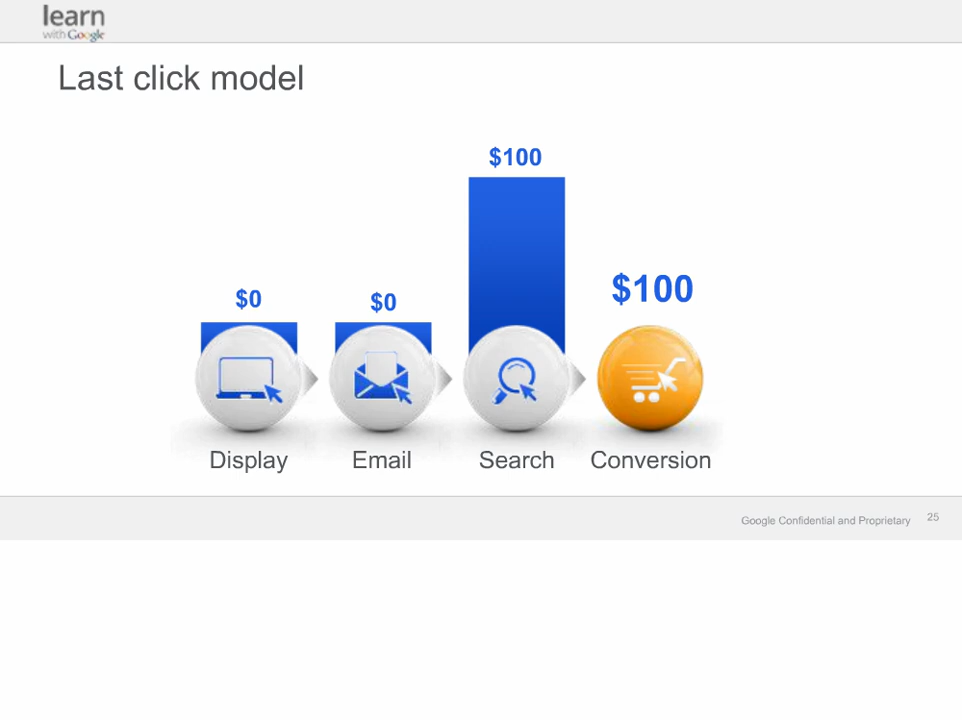 learn
with Google
Last click model
$100
$0
$0
$100
Display
Email
Search
Conversion
Google Confidential and Proprietary
25